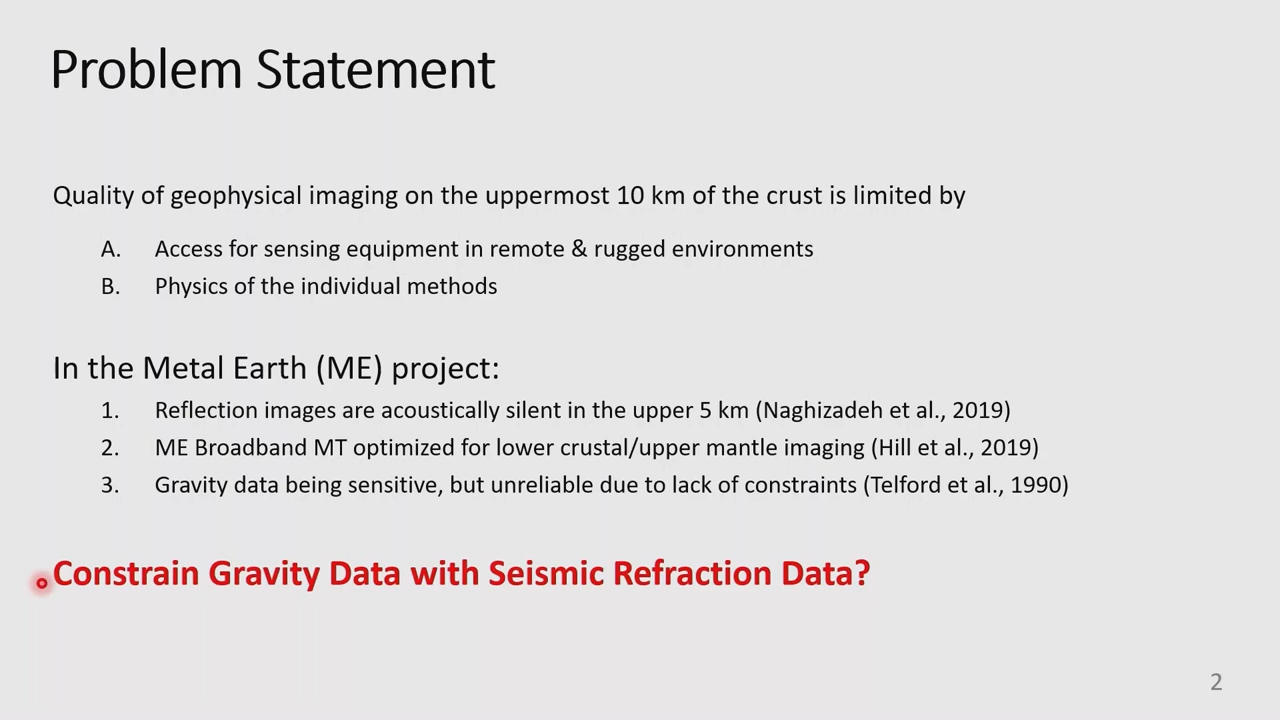 Problem Statement
Quality of geophysical imaging on the uppermost 10 km of the crust is limited by
A. Access for sensing equipment in remote & rugged environments
B. Physics of the individual methods
In the Metal Earth (ME) project:
1. Reflection images are acoustically silent in the upper 5 km (Naghizadeh et al., 2019)
2. ME Broadband MT optimized for lower crustal/upper mantle imaging (Hill et al., 2019)
3. Gravity data being sensitive, but unreliable due to lack of constraints (Telford et al., 1990)
Constrain Gravity Data with Seismic Refraction Data?
2